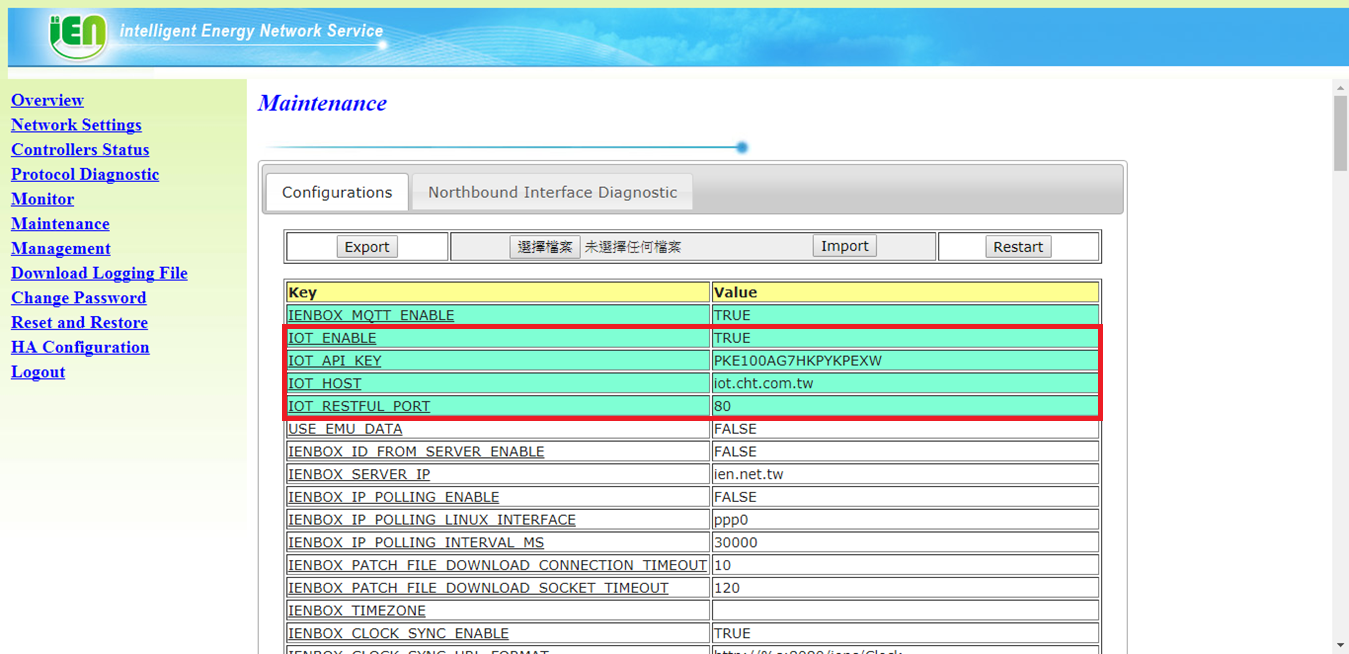 iEN intelligent Energy Network Service
Overview
Network Settings
Controllers Status
Protocol Diagnostic
Monitor
Maintenance
Management
Download Logging File
Change Password
Reset and Restore
HA Configuration
Logout
Maintenance
Configurations Northbound Interface Diagnostic
Export 選擇檔案 未選擇任何檔案 Import Restart
Key Value
IENBOX_MQTT_ENABLE TRUE
IOT_ENABLE TRUE
IOT_API_KEY PKE100AG7HKPYKPEXW
IOT_HOST iot.cht.com.tw
IOT_RESTFUL_PORT 80
USE_EMU_DATA FALSE
IENBOX_ID_FROM_SERVER_ENABLE FALSE
IENBOX_SERVER_IP ien.net.tw
IENBOX_IP_POLLING_ENABLE FALSE
IENBOX_IP_POLLING_LINUX_INTERFACE ppp0
IENBOX_IP_POLLING_INTERVAL_MS 30000
IENBOX_PATCH_FILE_DOWNLOAD_CONNECTION_TIMEOUT 10
IENBOX_PATCH_FILE_DOWNLOAD_SOCKET_TIMEOUT 120
IENBOX_TIMEZONE
IENBOX_CLOCK_SYNC_ENABLE TRUE
IENBOX_CLOCK_SYNC_URL_FORMAT